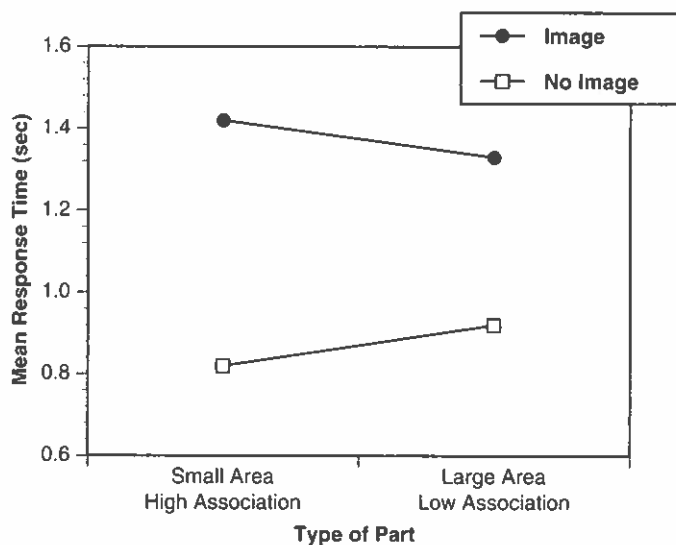 Image
No Image
Mean Response Time (sec)
1.6
1.4
1.2
1.0
0.8
0.6
Small Area
High Association
Large Area
Low Association
Type of Part